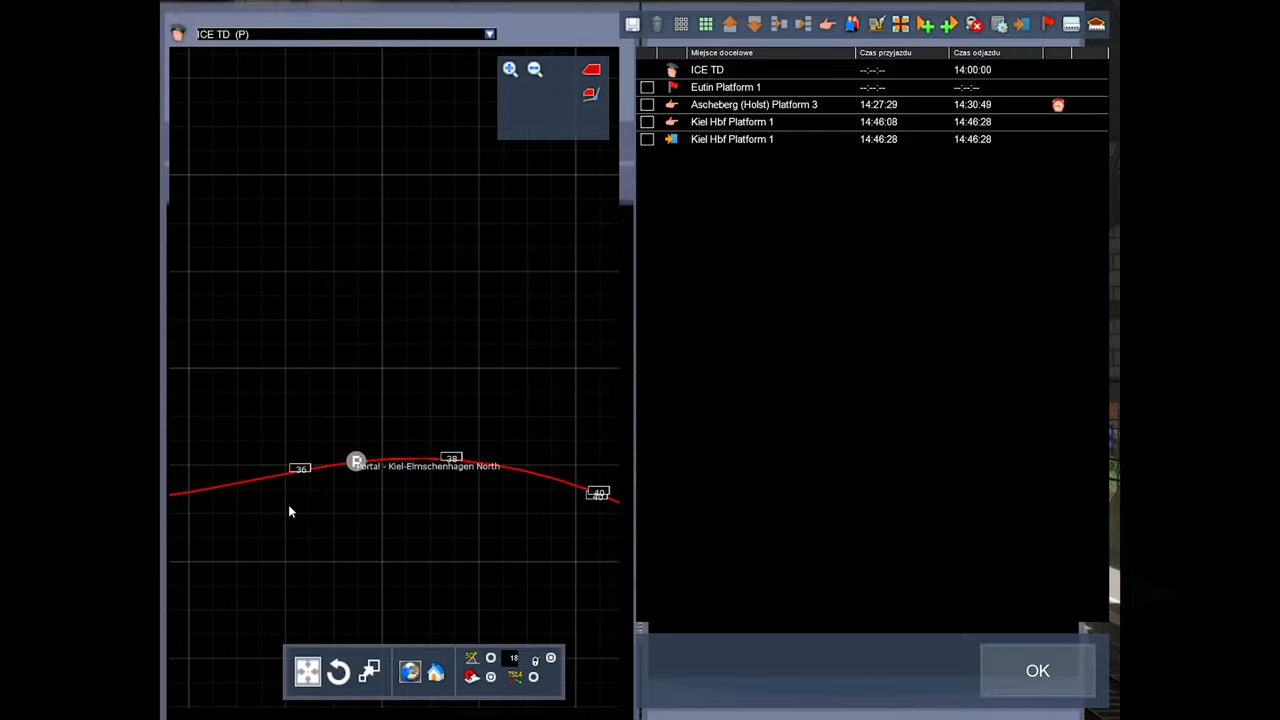 ICE TD (P)
Miejsce docelowe Czas przyjazdu Czas odjazdu
ICE TD --:--:-- 14:00:00
Eutin Platform 1 --:--:-- --:--:--
Ascheberg (Holst) Platform 3 14:27:29 14:30:49
Kiel Hbf Platform 1 14:46:08 14:46:28
Kiel Hbf Platform 1 14:46:28 14:46:28
36
P
Portal - Kiel-Elmschenhagen North
38
40
40
18
TS14
OK